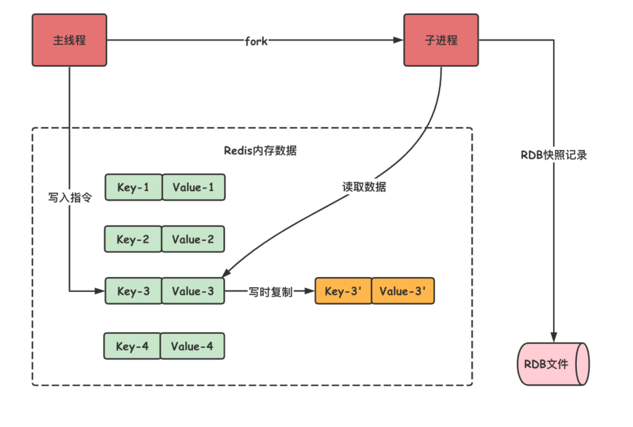 主线程
fork
子进程
Redis内存数据
RDB快照记录
Key-1 Value-1
读取数据
写入指令
Key-2 Value-2
Key-3 Value-3
写时复制
Key-3' Value-3'
Key-4 Value-4
RDB文件